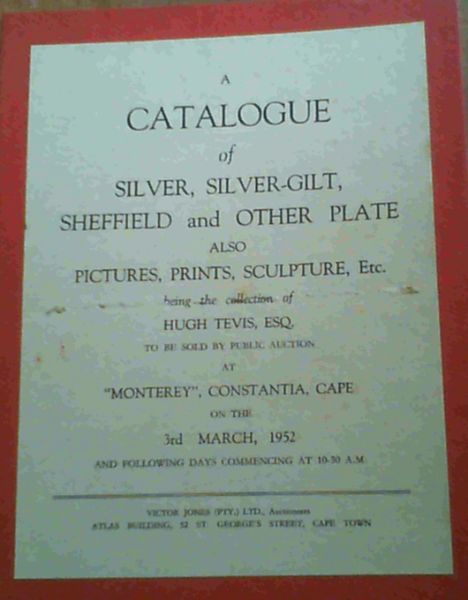 A
CATALOGUE
of
SILVER, SILVER-GILT,
SHEFFIELD and OTHER PLATE
ALSO
PICTURES, PRINTS, SCULPTURE, Etc.
being the collection of
HUGH TEVIS, ESQ.
TO BE SOLD BY PUBLIC AUCTION
AT
"MONTEREY", CONSTANTIA, CAPE
ON THE
3rd MARCH, 1952
AND FOLLOWING DAYS COMMENCING AT 10-30 A.M.
VICTOR JONES (PTY.) LTD., Auctioneers
ATLAS BUILDING, 52 ST. GEORGE'S STREET, CAPE TOWN